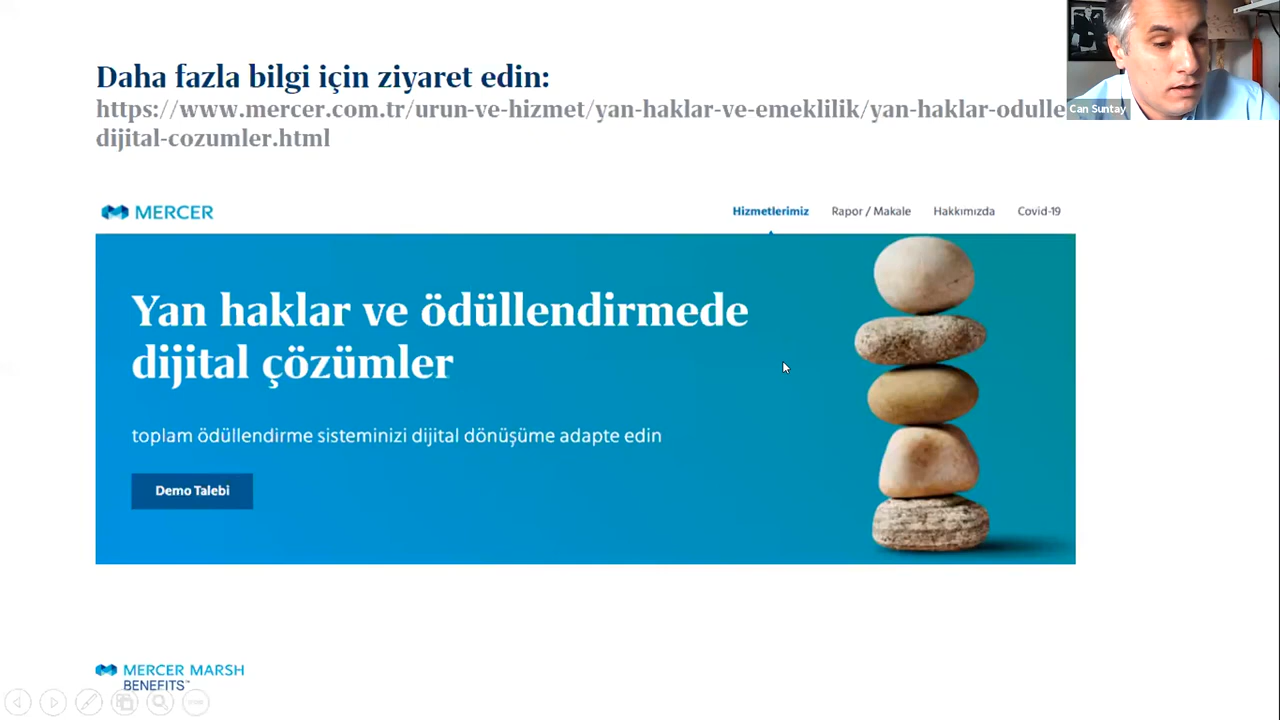 Daha fazla bilgi için ziyaret edin:
https://www.mercer.com.tr/urun-ve-hizmet/yan-haklar-ve-emeklilik/yan-haklar-odulle
dijital-cozumler.html
Can Suntay
MERCER
Hizmetlerimiz Rapor / Makale Hakkımızda Covid-19
Yan haklar ve ödüllendirmede
dijital çözümler
toplam ödüllendirme sisteminizi dijital dönüşüme adapte edin
Demo Talebi
MERCER MARSH
BENEFITS™